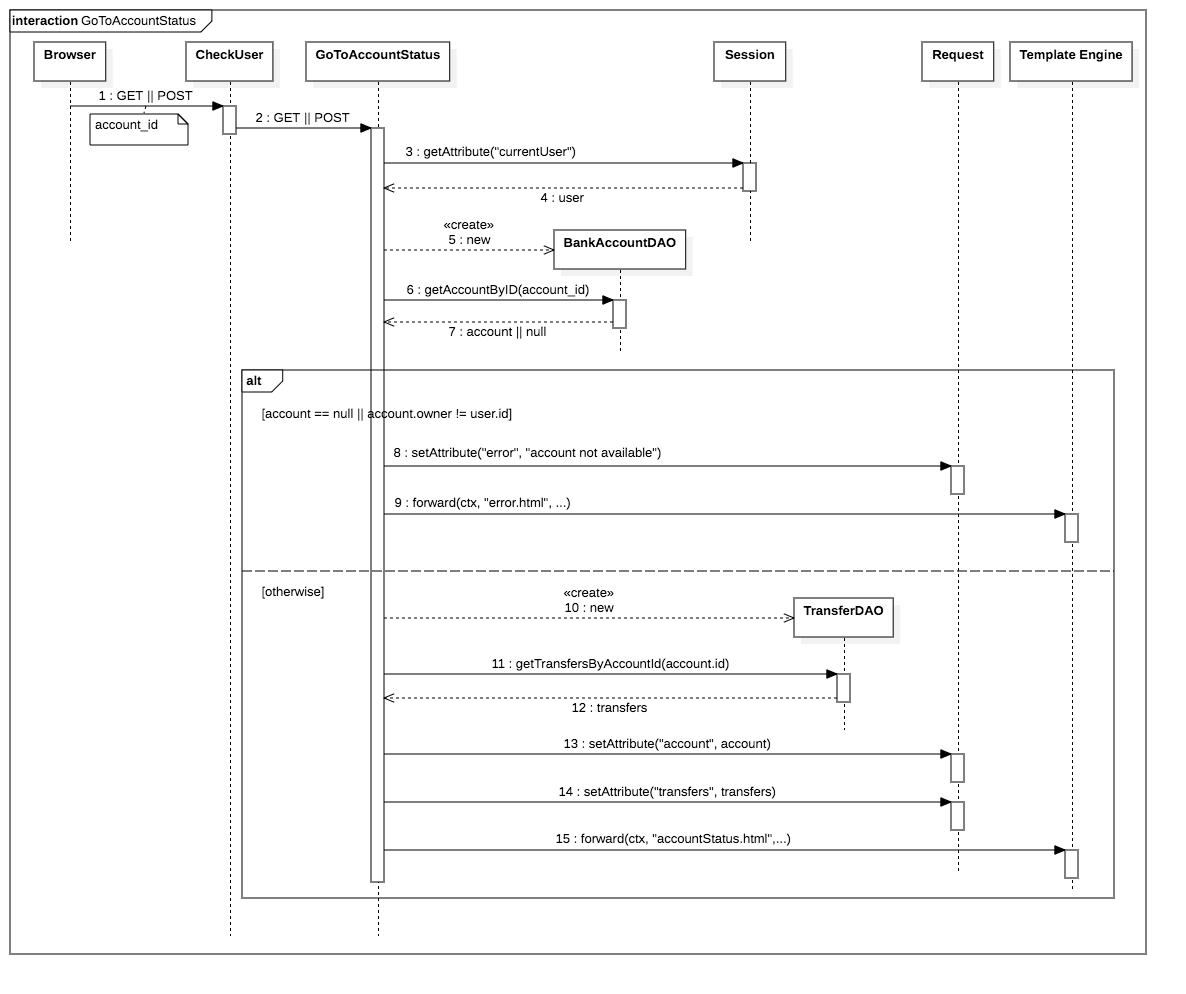 interaction GoToAccountStatus
Browser
CheckUser
GoToAccountStatus
Session
Request
Template Engine
1 : GET || POST
account_id
2 : GET || POST
3 : getAttribute("currentUser")
4 : user
«create»
5 : new
BankAccountDAO
6 : getAccountByID(account_id)
7 : account || null
alt
[account == null || account.owner != user.id]
8 : setAttribute("error", "account not available")
9 : forward(ctx, "error.html", ...)
[otherwise]
«create»
10 : new
TransferDAO
11 : getTransfersByAccountId(account.id)
12 : transfers
13 : setAttribute("account", account)
14 : setAttribute("transfers", transfers)
15 : forward(ctx, "accountStatus.html",...)